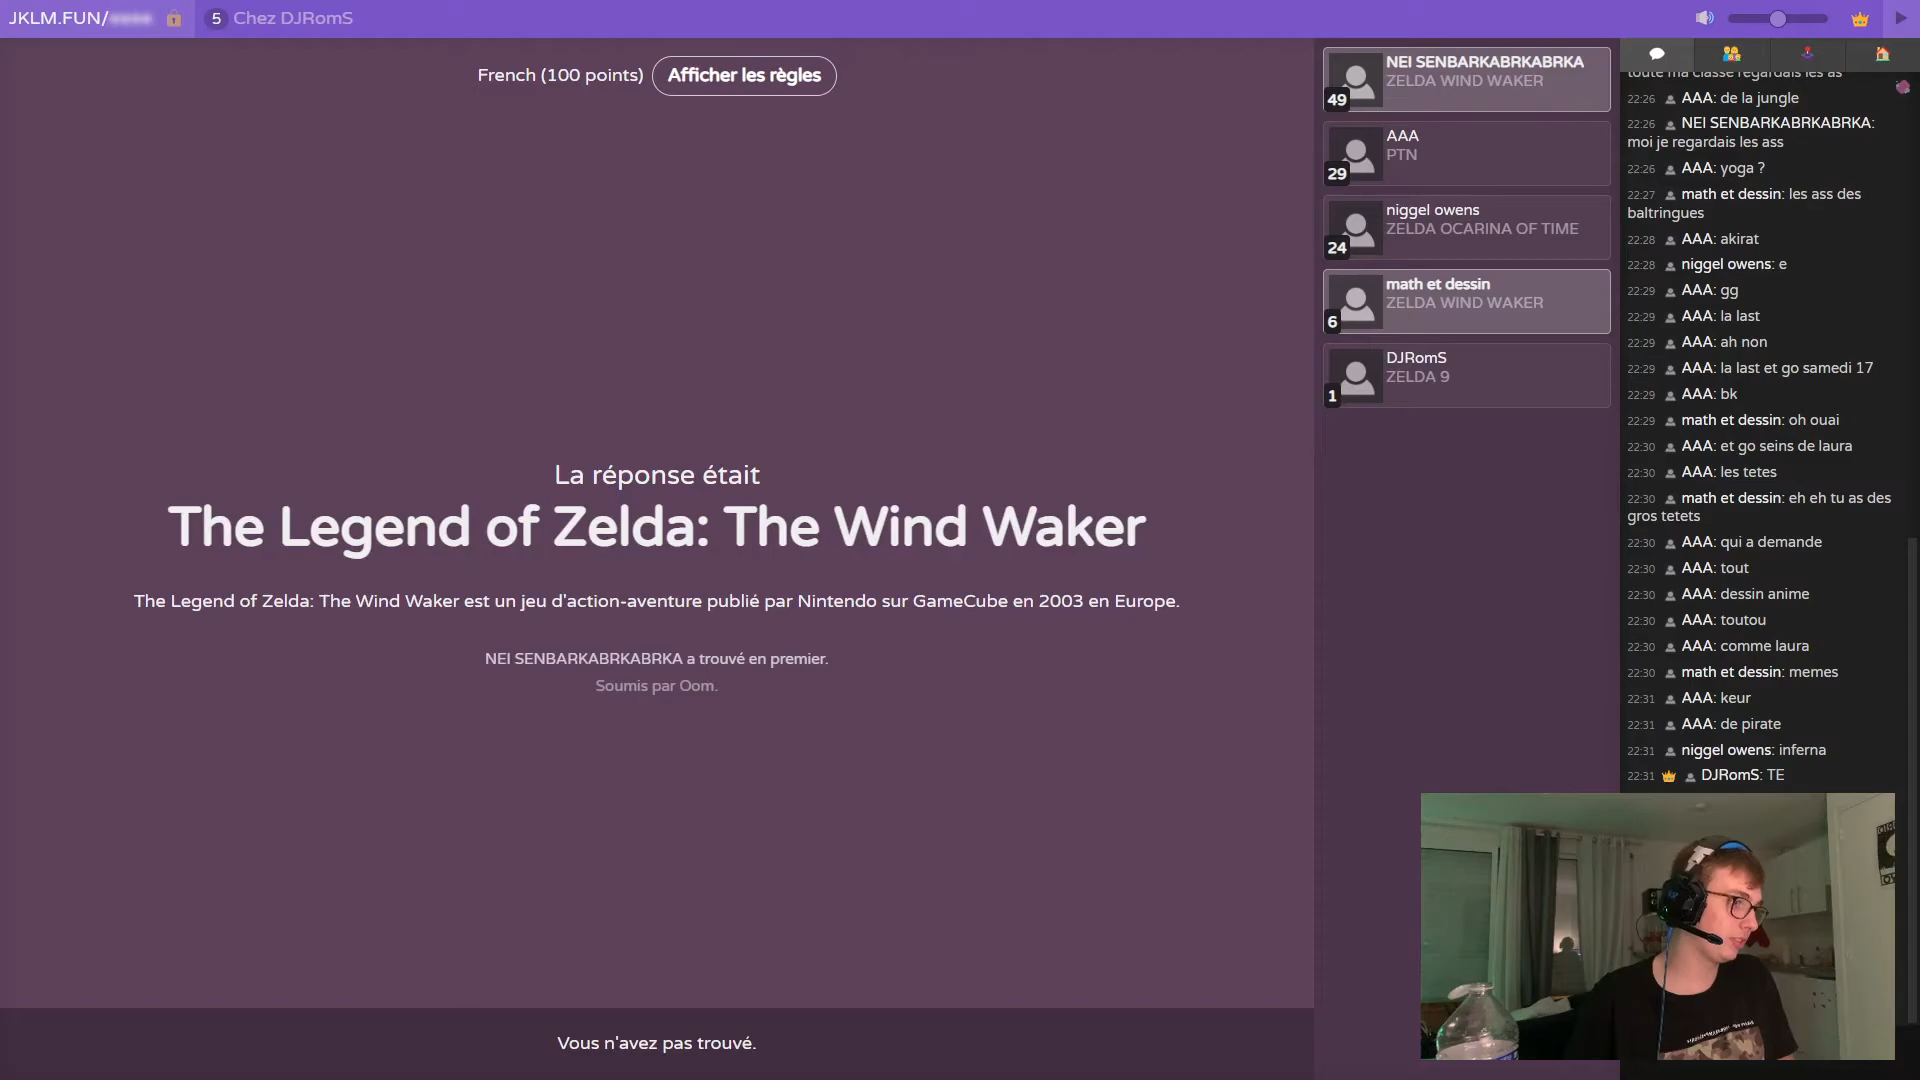 JKLM.FUN/
5 Chez DJRomS
French (100 points) Afficher les règles
La réponse était
The Legend of Zelda: The Wind Waker
The Legend of Zelda: The Wind Waker est un jeu d'action-aventure publié par Nintendo sur GameCube en 2003 en Europe.
NEI SENBARKABRKABRKA a trouvé en premier.
Soumis par Oom.
Vous n'avez pas trouvé.
NEI SENBARKABRKABRKA
ZELDA WIND WAKER
49
AAA
PTN
29
niggel owens
ZELDA OCARINA OF TIME
24
math et dessin
ZELDA WIND WAKER
6
DJRomS
ZELDA 9
1
toute ma classe regardais les as
22:26 AAA: de la jungle
22:26 NEI SENBARKABRKABRKA:
moi je regardais les ass
22:26 AAA: yoga ?
22:27 math et dessin: les ass des
baltringues
22:28 AAA: akirat
22:28 niggel owens: e
22:29 AAA: gg
22:29 AAA: la last
22:29 AAA: ah non
22:29 AAA: la last et go samedi 17
22:29 AAA: bk
22:29 math et dessin: oh ouai
22:30 AAA: et go seins de laura
22:30 AAA: les tetes
22:30 math et dessin: eh eh tu as des
gros tetets
22:30 AAA: qui a demande
22:30 AAA: tout
22:30 AAA: dessin anime
22:30 AAA: toutou
22:30 AAA: comme laura
22:30 math et dessin: memes
22:31 AAA: keur
22:31 AAA: de pirate
22:31 niggel owens: inferna
22:31 DJRomS: TE